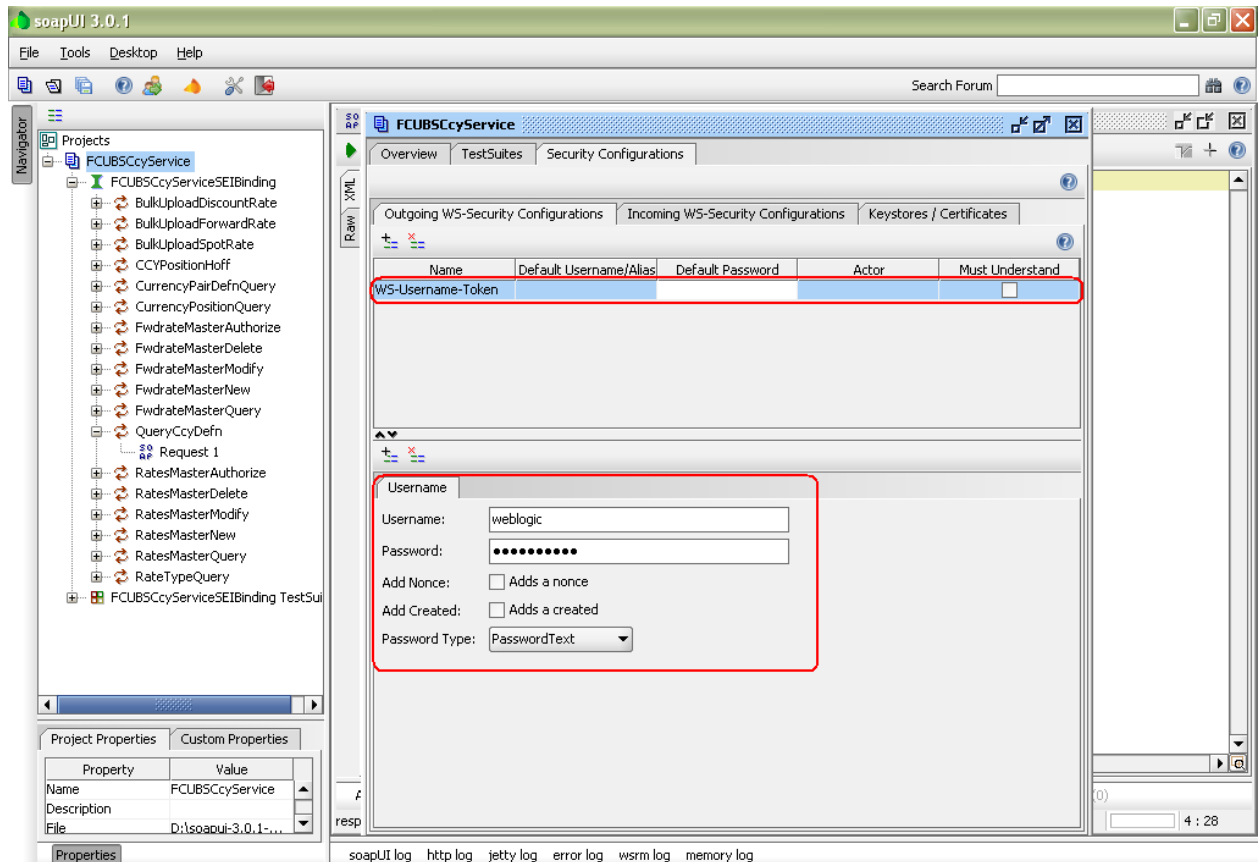 soapUI 3.0.1
File Tools Desktop Help
Search Forum
Navigator
Projects
FCUBSCcyService
FCUBSCcyServiceSEIBinding
BulkUploadDiscountRate
BulkUploadForwardRate
BulkUploadSpotRate
CCYPositionHoff
CurrencyPairDefnQuery
CurrencyPositionQuery
FwdrateMasterAuthorize
FwdrateMasterDelete
FwdrateMasterModify
FwdrateMasterNew
FwdrateMasterQuery
QueryCcyDefn
Request 1
RatesMasterAuthorize
RatesMasterDelete
RatesMasterModify
RatesMasterNew
RatesMasterQuery
RateTypeQuery
FCUBSCcyServiceSEIBinding TestSui
Project Properties Custom Properties
Property Value
Name FCUBSCcyService
Description
File D:\soapui-3.0.1-...
Properties
XML
Raw
FCUBSCcyService
Overview TestSuites Security Configurations
Outgoing WS-Security Configurations Incoming WS-Security Configurations Keystores / Certificates
Name Default Username/Alias Default Password Actor Must Understand
WS-Username-Token
Username
Username: weblogic
Password: ••••••••••
Add Nonce: Adds a nonce
Add Created: Adds a created
Password Type: PasswordText
(0)
resp
4 : 28
soapUI log http log jetty log error log wsrm log memory log